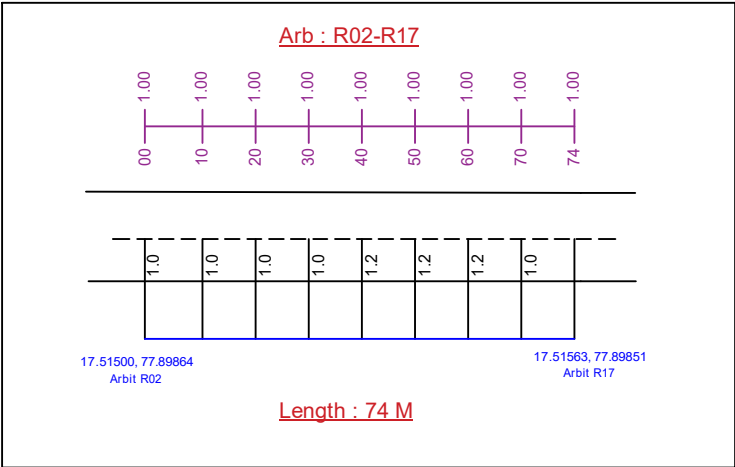 Arb : R02-R17
1.00 1.00 1.00 1.00 1.00 1.00 1.00 1.00 1.00
00 10 20 30 40 50 60 70 74
1.0 1.0 1.0 1.0 1.2 1.2 1.2 1.0
17.51500, 77.89864
Arbit R02
17.51563, 77.89851
Arbit R17
Length : 74 M